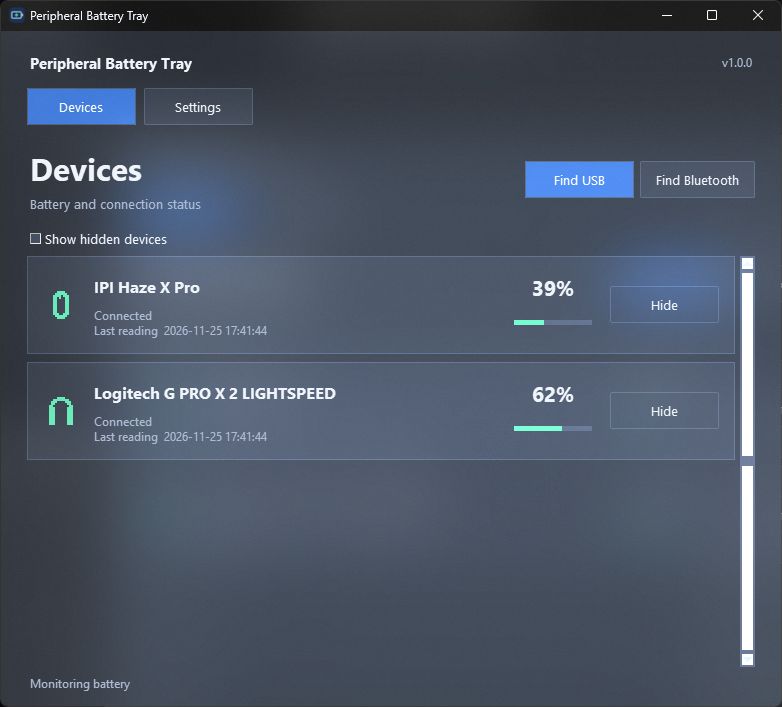 Peripheral Battery Tray
Peripheral Battery Tray
v1.0.0
Devices
Settings
Devices
Battery and connection status
Find USB
Find Bluetooth
Show hidden devices
IPI Haze X Pro
Connected
Last reading 2026-11-25 17:41:44
39%
Hide
Logitech G PRO X 2 LIGHTSPEED
Connected
Last reading 2026-11-25 17:41:44
62%
Hide
Monitoring battery